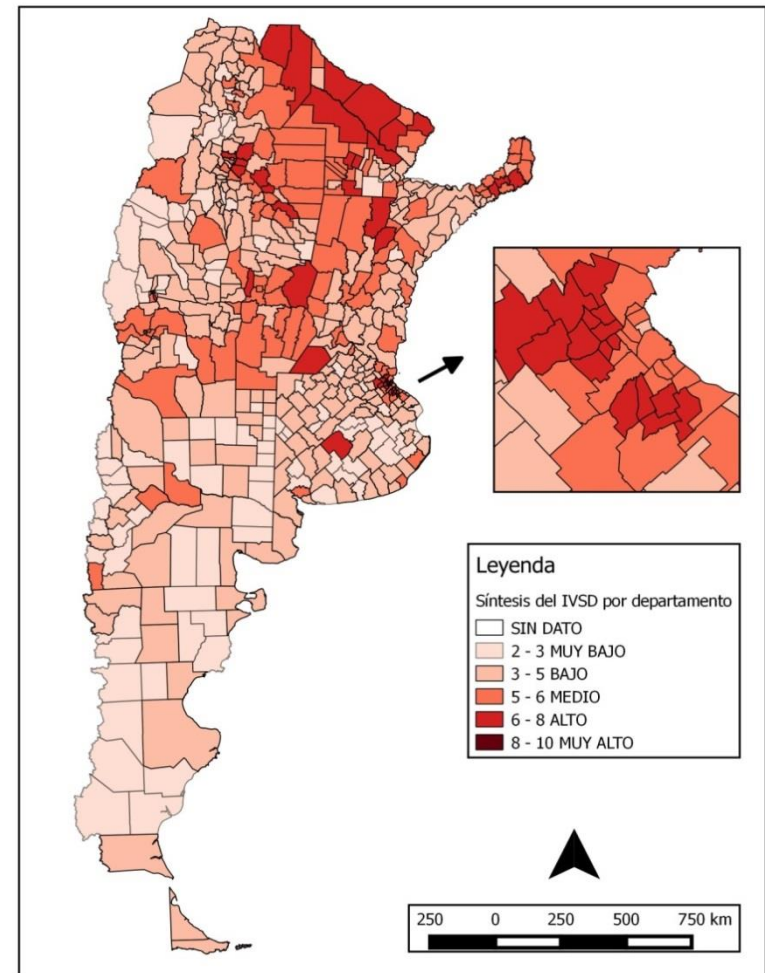 Leyenda
Síntesis del IVSD por departamento
SIN DATO
2 - 3 MUY BAJO
3 - 5 BAJO
5 - 6 MEDIO
6 - 8 ALTO
8 - 10 MUY ALTO
250 0 250 500 750 km